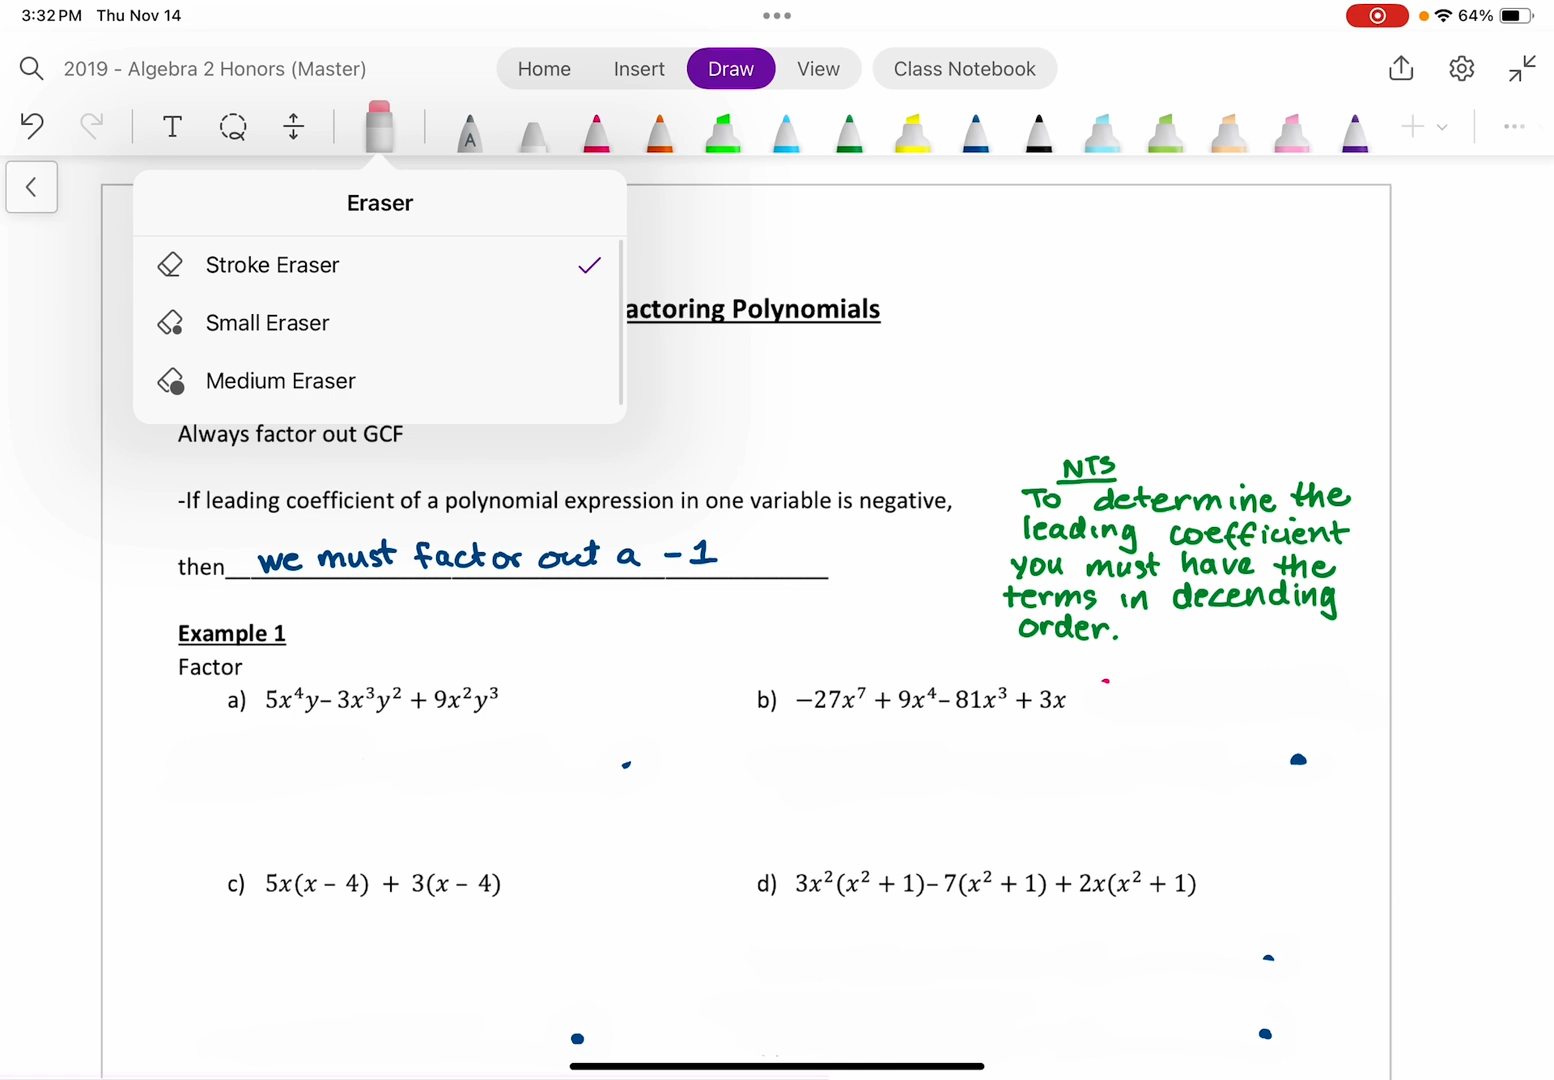 3:32 PM Thu Nov 14
64%
2019 - Algebra 2 Honors (Master)
Home Insert Draw View Class Notebook
T A
Eraser
Stroke Eraser
Small Eraser
Medium Eraser
actoring Polynomials
Always factor out GCF
-If leading coefficient of a polynomial expression in one variable is negative,
then we must factor out a -1
NTS
To determine the
leading coefficient
you must have the
terms in decending
order.
Example 1
Factor
a) 5x⁴y– 3x³y² + 9x²y³
b) −27x⁷ + 9x⁴– 81x³ + 3x
c) 5x(x – 4) + 3(x – 4)
d) 3x²(x² + 1)– 7(x² + 1) + 2x(x² + 1)